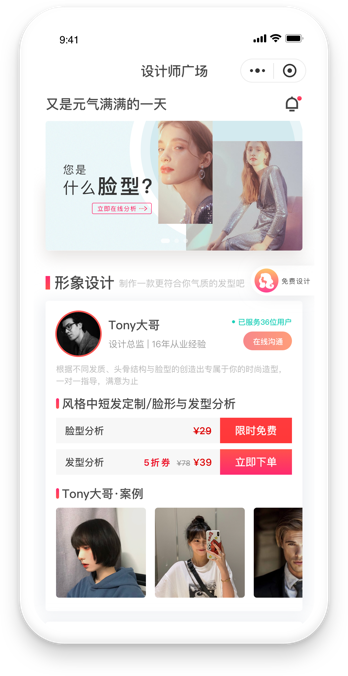 9:41
设计师广场
又是元气满满的一天
您是
什么脸型?
立即在线分析
形象设计 制作一款更符合你气质的发型吧 免费设计
Tony大哥 已服务36位用户
设计总监 | 16年从业经验 在线沟通
根据不同发质、头骨结构与脸型的创造出专属于你的时尚造型,
一对一指导, 满意为止
风格中短发定制/脸形与发型分析
脸型分析 ¥29 限时免费
发型分析 5折券 ¥78 ¥39 立即下单
Tony大哥·案例